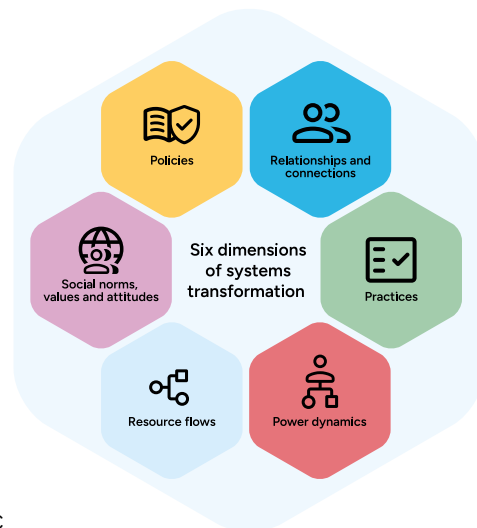 Policies
Relationships and
connections
Six dimensions
of systems
transformation
Social norms,
values and attitudes
Practices
Resource flows
Power dynamics